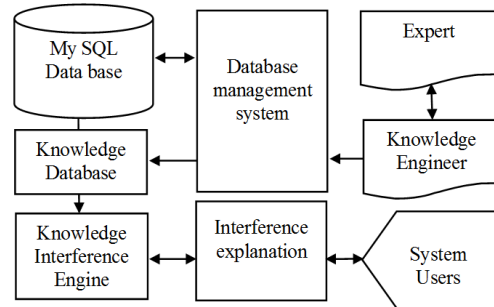 My SQL
Data base
Database
management
system
Expert
Knowledge
Engineer
Knowledge
Database
Knowledge
Interference
Engine
Interference
explanation
System
Users